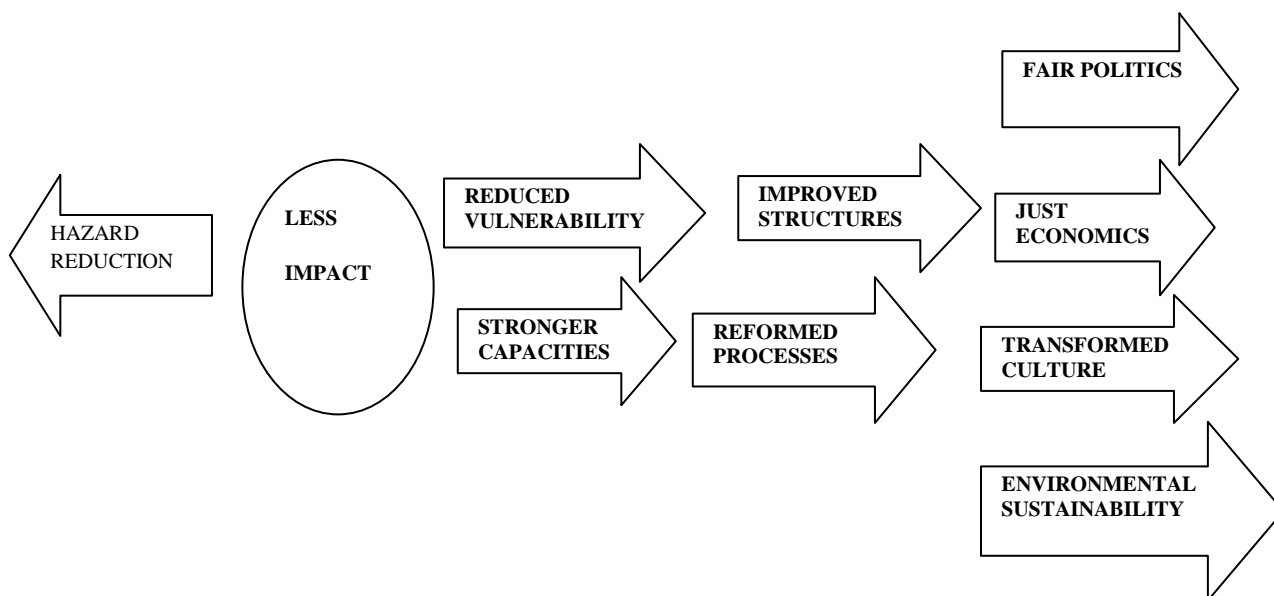 HAZARD
REDUCTION
LESS
IMPACT
REDUCED
VULNERABILITY
STRONGER
CAPACITIES
IMPROVED
STRUCTURES
REFORMED
PROCESSES
FAIR POLITICS
JUST
ECONOMICS
TRANSFORMED
CULTURE
ENVIRONMENTAL
SUSTAINABILITY